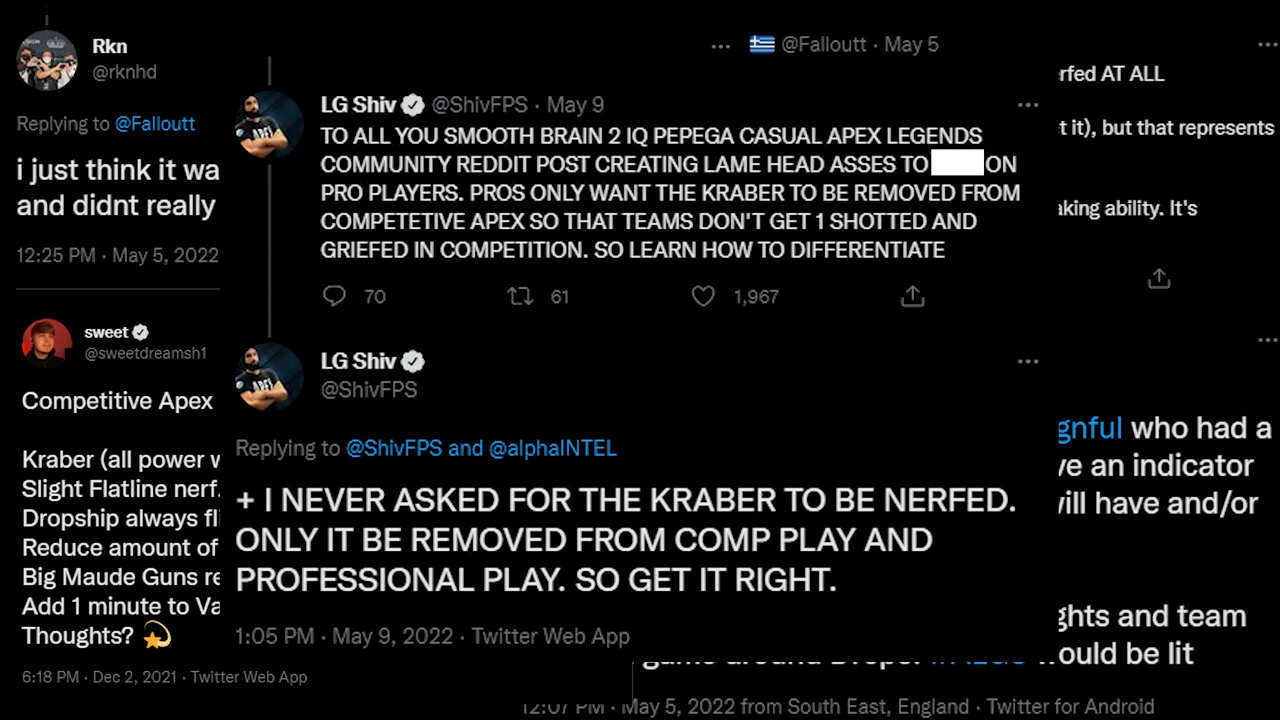 Rkn
@rknhd
Replying to @Falloutt
i just think it wa
and didnt really
12:25 PM · May 5, 2022
sweet
@sweetdreamsh1
Competitive Apex
Kraber (all power w
Slight Flatline nerf.
Dropship always fli
Reduce amount of
Big Maude Guns re
Add 1 minute to Va
Thoughts?
6:18 PM · Dec 2, 2021 · Twitter Web App
@Falloutt · May 5
LG Shiv @ShivFPS · May 9
TO ALL YOU SMOOTH BRAIN 2 IQ PEPEGA CASUAL APEX LEGENDS
COMMUNITY REDDIT POST CREATING LAME HEAD ASSES TO ON
PRO PLAYERS. PROS ONLY WANT THE KRABER TO BE REMOVED FROM
COMPETETIVE APEX SO THAT TEAMS DON'T GET 1 SHOTTED AND
GRIEFED IN COMPETITION. SO LEARN HOW TO DIFFERENTIATE
70 61 1,967
LG Shiv
@ShivFPS
Replying to @ShivFPS and @alphaINTEL
+ I NEVER ASKED FOR THE KRABER TO BE NERFED.
ONLY IT BE REMOVED FROM COMP PLAY AND
PROFESSIONAL PLAY. SO GET IT RIGHT.
1:05 PM · May 9, 2022 · Twitter Web App
rfed AT ALL
t it), but that represents
aking ability. It's
gnful who had a
ve an indicator
vill have and/or
ghts and team
ould be lit
12:07 PM · May 5, 2022 from South East, England · Twitter for Android